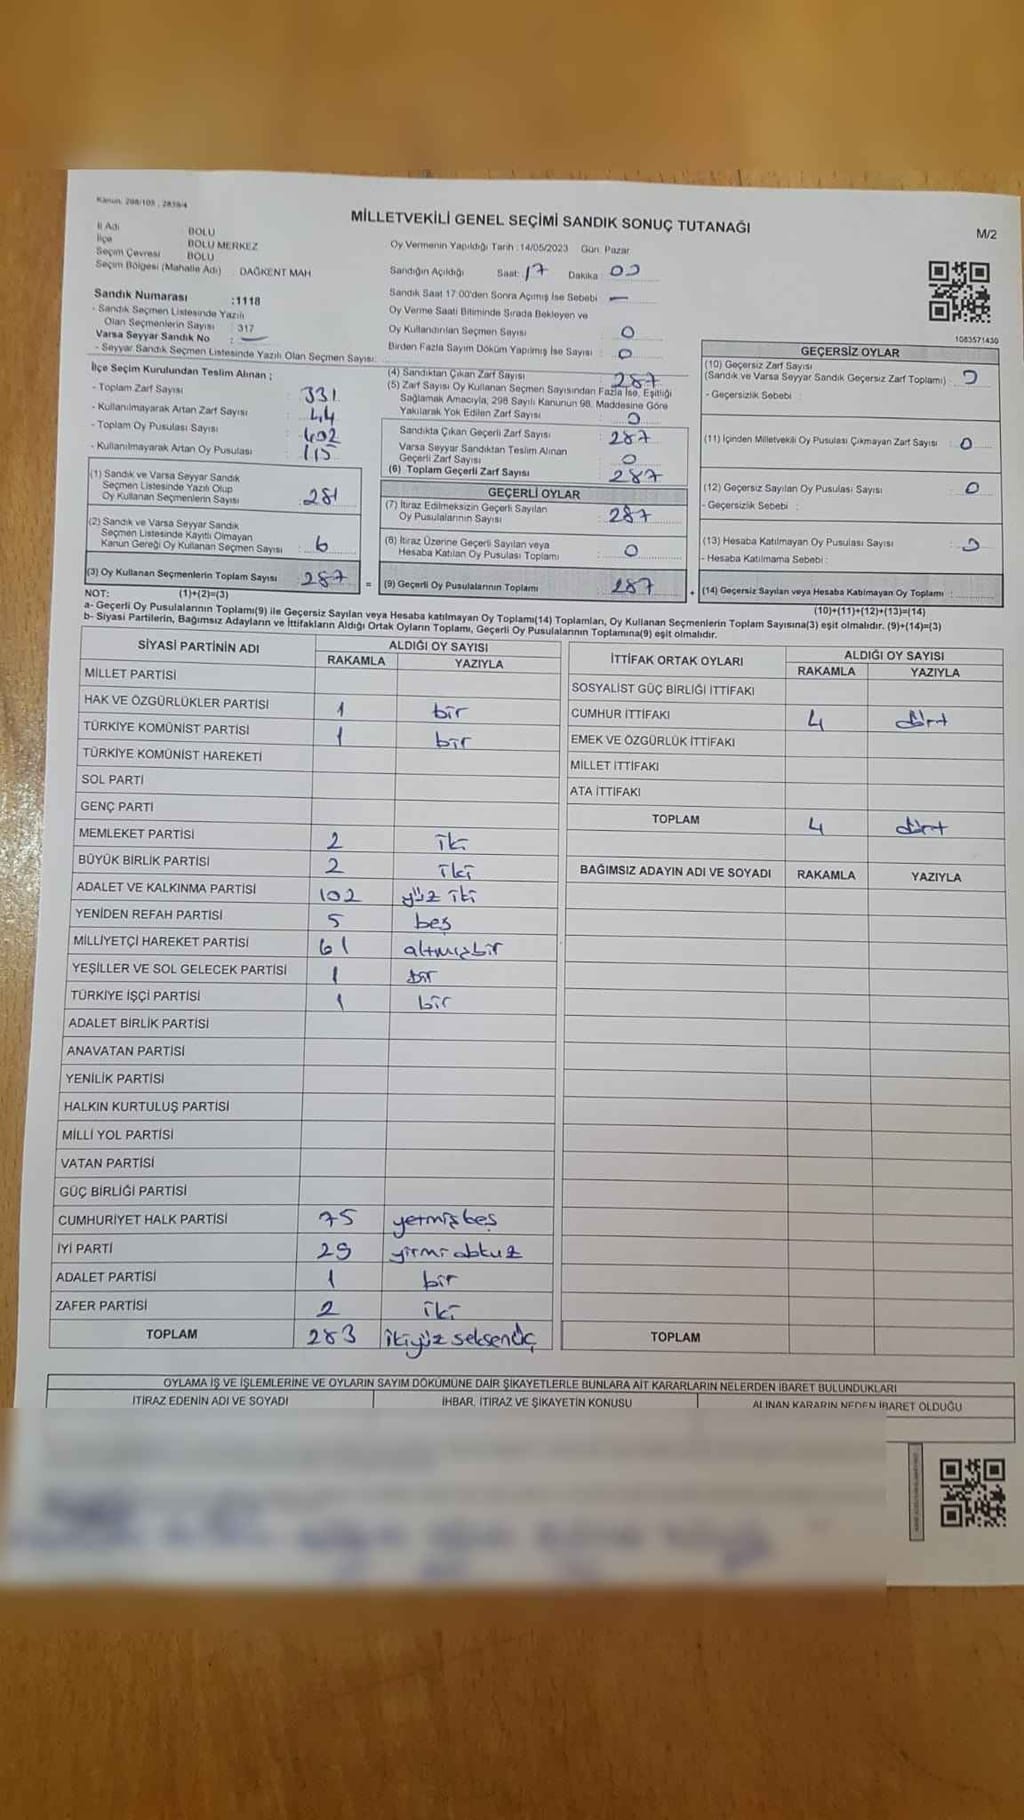 Kanun, 298/105 , 2839/4
MİLLETVEKİLİ GENEL SEÇİMİ SANDIK SONUÇ TUTANAĞI
M/2
İl Adı BOLU
İlçe BOLU MERKEZ
Seçim Çevresi BOLU
Seçim Bölgesi (Mahalle Adı) DAĞKENT MAH
Oy Vermenin Yapıldığı Tarih :14/05/2023 Gün: Pazar
Sandığın Açıldığı Saat: 17 Dakika : 00
Sandık Numarası :1118
- Sandık Seçmen Listesinde Yazılı
Olan Seçmenlerin Sayısı : 317
Varsa Seyyar Sandık No : —
- Seyyar Sandık Seçmen Listesinde Yazılı Olan Seçmen Sayısı:
Sandık Saat 17:00'den Sonra Açımış İse Sebebi —
Oy Verme Saati Bitiminde Sırada Bekleyen ve
Oy Kullandırılan Seçmen Sayısı : 0
Birden Fazla Sayım Döküm Yapılmış İse Sayısı : 0
1083571430
İlçe Seçim Kurulundan Teslim Alınan ;
- Toplam Zarf Sayısı : 331
- Kullanılmayarak Artan Zarf Sayısı : 44
- Toplam Oy Pusulası Sayısı : 402
- Kullanılmayarak Artan Oy Pusulası : 115
(1) Sandık ve Varsa Seyyar Sandık
Seçmen Listesinde Yazılı Olup
Oy Kullanan Seçmenlerin Sayısı : 281
(2) Sandık ve Varsa Seyyar Sandık
Seçmen Listesinde Kayıtlı Olmayan
Kanun Gereği Oy Kullanan Seçmen Sayısı : 6
(3) Oy Kullanan Seçmenlerin Toplam Sayısı : 287
(4) Sandıktan Çıkan Zarf Sayısı : 287
(5) Zarf Sayısı Oy Kullanan Seçmen Sayısından Fazla İse, Eşitliği
Sağlamak Amacıyla, 298 Sayılı Kanunun 98. Maddesine Göre
Yakılarak Yok Edilen Zarf Sayısı : 0
Sandıkta Çıkan Geçerli Zarf Sayısı : 287
Varsa Seyyar Sandıktan Teslim Alınan
Geçerli Zarf Sayısı : 0
(6) Toplam Geçerli Zarf Sayısı : 287
GEÇERLİ OYLAR
(7) İtiraz Edilmeksizin Geçerli Sayılan
Oy Pusulalarının Sayısı : 287
(8) İtiraz Üzerine Geçerli Sayılan veya
Hesaba Katılan Oy Pusulası Toplamı : 0
= (9) Geçerli Oy Pusulalarının Toplamı : 287
GEÇERSİZ OYLAR
(10) Geçersiz Zarf Sayısı
(Sandık ve Varsa Seyyar Sandık Geçersiz Zarf Toplamı) : 0
- Geçersizlik Sebebi :
(11) İçinden Milletvekili Oy Pusulası Çıkmayan Zarf Sayısı : 0
(12) Geçersiz Sayılan Oy Pusulası Sayısı : 0
- Geçersizlik Sebebi :
(13) Hesaba Katılmayan Oy Pusulası Sayısı : 0
- Hesaba Katılmama Sebebi :
+ (14) Geçersiz Sayılan veya Hesaba Katılmayan Oy Toplamı :
NOT: (1)+(2)=(3)
(10)+(11)+(12)+(13)=(14)
a- Geçerli Oy Pusulalarının Toplamı(9) ile Geçersiz Sayılan veya Hesaba katılmayan Oy Toplamı(14) Toplamları, Oy Kullanan Seçmenlerin Toplam Sayısına(3) eşit olmalıdır. (9)+(14)=(3)
b- Siyasi Partilerin, Bağımsız Adayların ve İttifakların Aldığı Ortak Oyların Toplamı, Geçerli Oy Pusulalarının Toplamına(9) eşit olmalıdır.
SİYASİ PARTİNİN ADI ALDIĞI OY SAYISI
RAKAMLA YAZIYLA
MİLLET PARTİSİ
HAK VE ÖZGÜRLÜKLER PARTİSİ 1 bir
TÜRKİYE KOMÜNİST PARTİSİ 1 bir
TÜRKİYE KOMÜNİST HAREKETİ
SOL PARTİ
GENÇ PARTİ
MEMLEKET PARTİSİ 2 iki
BÜYÜK BİRLİK PARTİSİ 2 iki
ADALET VE KALKINMA PARTİSİ 102 yüz iki
YENİDEN REFAH PARTİSİ 5 beş
MİLLİYETÇİ HAREKET PARTİSİ 61 altmışbir
YEŞİLLER VE SOL GELECEK PARTİSİ 1 bir
TÜRKİYE İŞÇİ PARTİSİ 1 bir
ADALET BİRLİK PARTİSİ
ANAVATAN PARTİSİ
YENİLİK PARTİSİ
HALKIN KURTULUŞ PARTİSİ
MİLLİ YOL PARTİSİ
VATAN PARTİSİ
GÜÇ BİRLİĞİ PARTİSİ
CUMHURİYET HALK PARTİSİ 75 yetmişbeş
İYİ PARTİ 29 yirmi dokuz
ADALET PARTİSİ 1 bir
ZAFER PARTİSİ 2 iki
TOPLAM 283 ikiyüz seksenüç
İTTİFAK ORTAK OYLARI ALDIĞI OY SAYISI
RAKAMLA YAZIYLA
SOSYALİST GÜÇ BİRLİĞİ İTTİFAKI
CUMHUR İTTİFAKI 4 dört
EMEK VE ÖZGÜRLÜK İTTİFAKI
MİLLET İTTİFAKI
ATA İTTİFAKI
TOPLAM 4 dört
BAĞIMSIZ ADAYIN ADI VE SOYADI RAKAMLA YAZIYLA
TOPLAM
OYLAMA İŞ VE İŞLEMLERİNE VE OYLARIN SAYIM DÖKÜMÜNE DAİR ŞİKAYETLERLE BUNLARA AİT KARARLARIN NELERDEN İBARET BULUNDUKLARI
İTİRAZ EDENİN ADI VE SOYADI İHBAR, İTİRAZ VE ŞİKAYETİN KONUSU ALINAN KARARIN NEDEN İBARET OLDUĞU